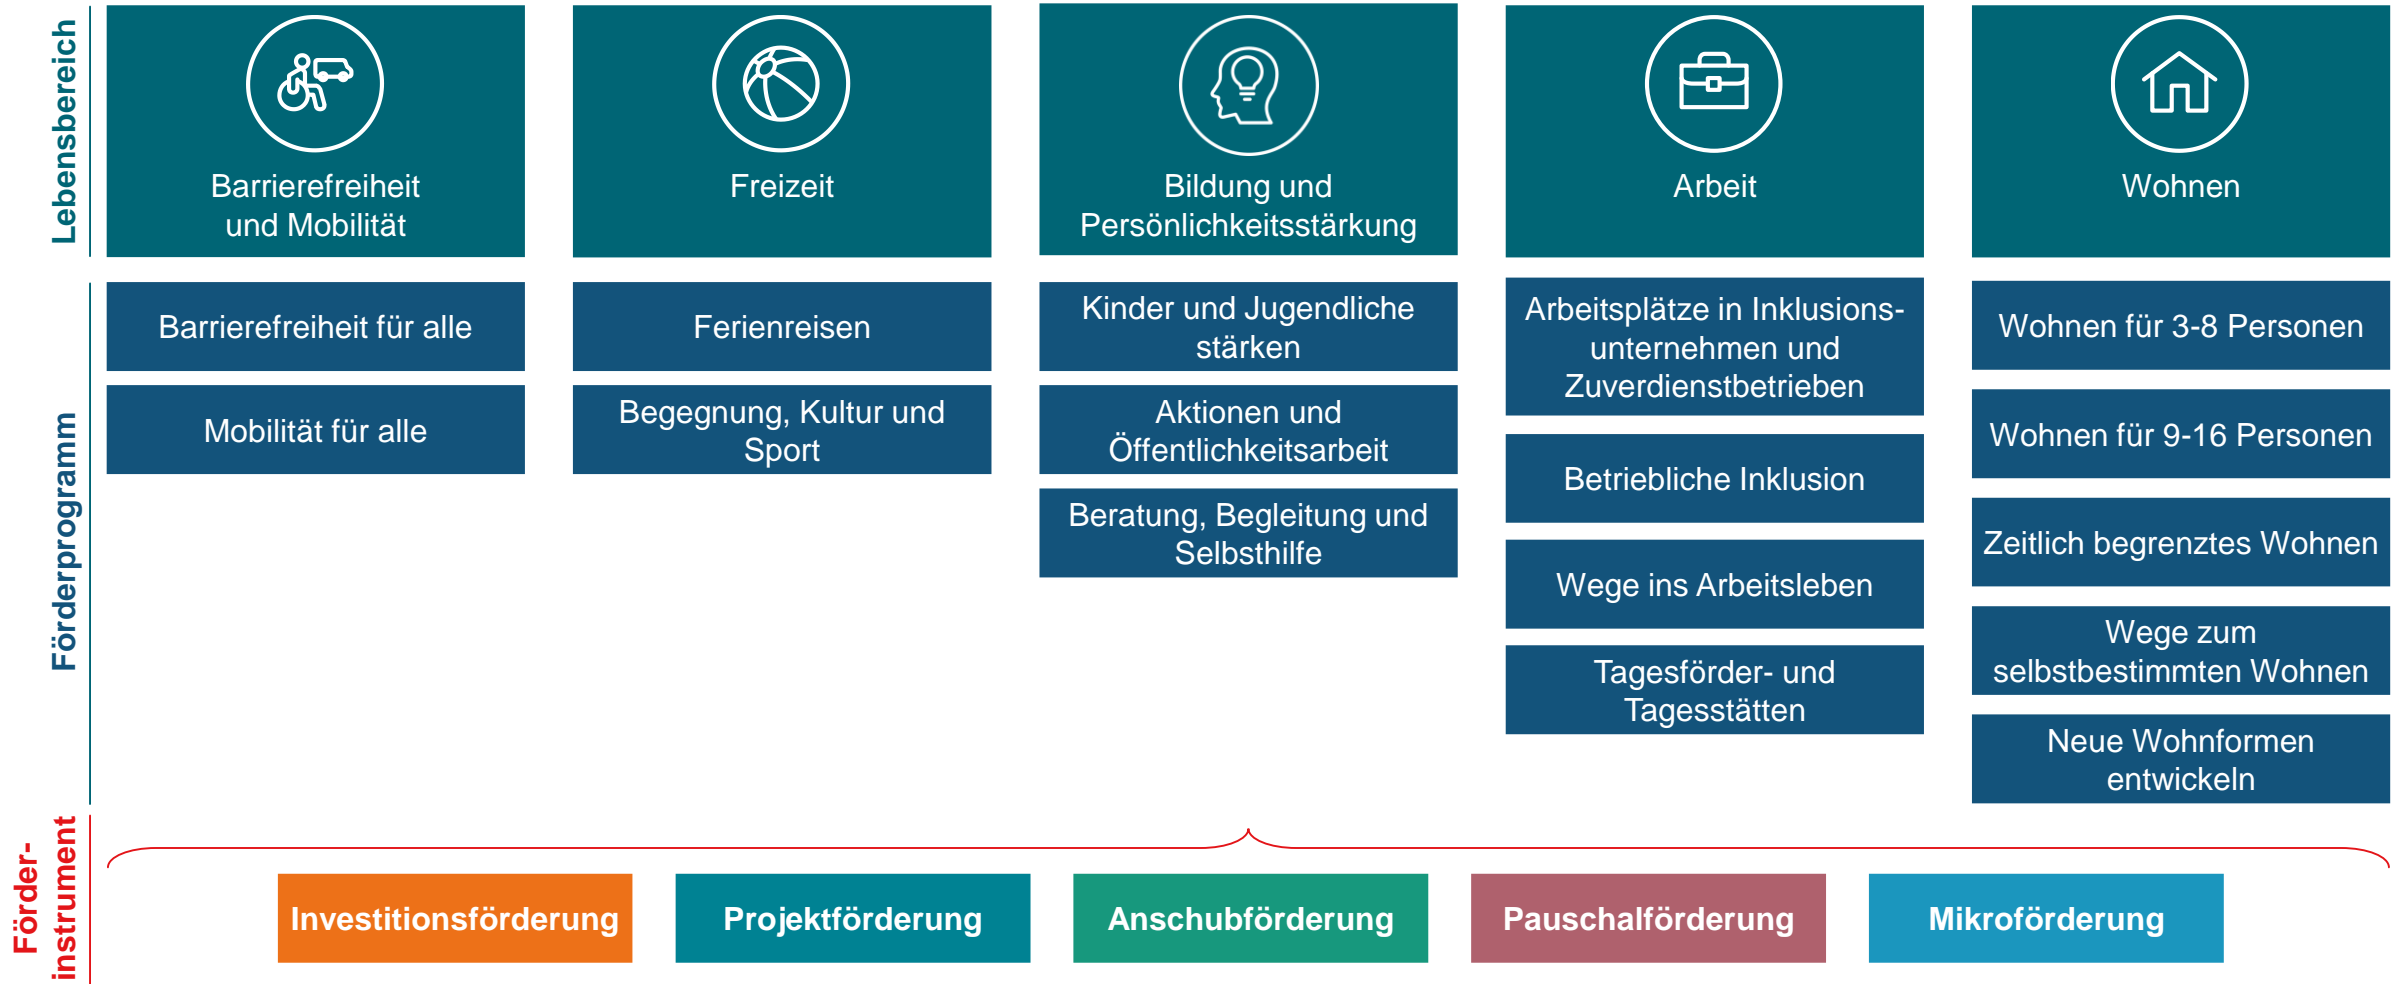 Lebensbereich
Barrierefreiheit
und Mobilität
Freizeit
Bildung und
Persönlichkeitsstärkung
Arbeit
Wohnen
Förderprogramm
Barrierefreiheit für alle
Mobilität für alle
Ferienreisen
Begegnung, Kultur und
Sport
Kinder und Jugendliche
stärken
Aktionen und
Öffentlichkeitsarbeit
Beratung, Begleitung und
Selbsthilfe
Arbeitsplätze in Inklusions-
unternehmen und
Zuverdienstbetrieben
Betriebliche Inklusion
Wege ins Arbeitsleben
Tagesförder- und
Tagesstätten
Wohnen für 3-8 Personen
Wohnen für 9-16 Personen
Zeitlich begrenztes Wohnen
Wege zum
selbstbestimmten Wohnen
Neue Wohnformen
entwickeln
Förder-
instrument
Investitionsförderung
Projektförderung
Anschubförderung
Pauschalförderung
Mikroförderung